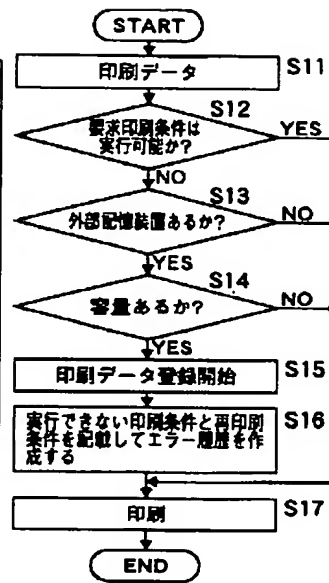 START
印刷データ
S11
S12
要求印刷条件は
実行可能か?
YES
NO
S13
外部記憶装置あるか?
NO
YES
S14
容量あるか?
NO
YES
印刷データ登録開始
S15
実行できない印刷条件と再印刷
条件を記載してエラー履歴を作
成する
S16
印刷
S17
END